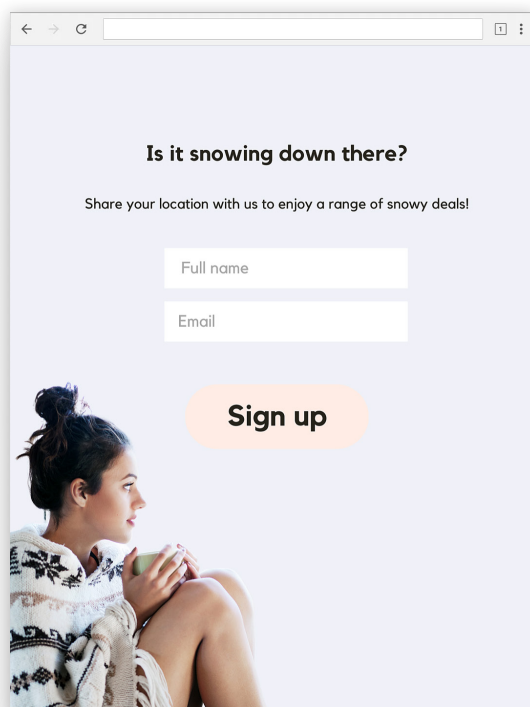 1
Is it snowing down there?
Share your location with us to enjoy a range of snowy deals!
Full name
Email
Sign up